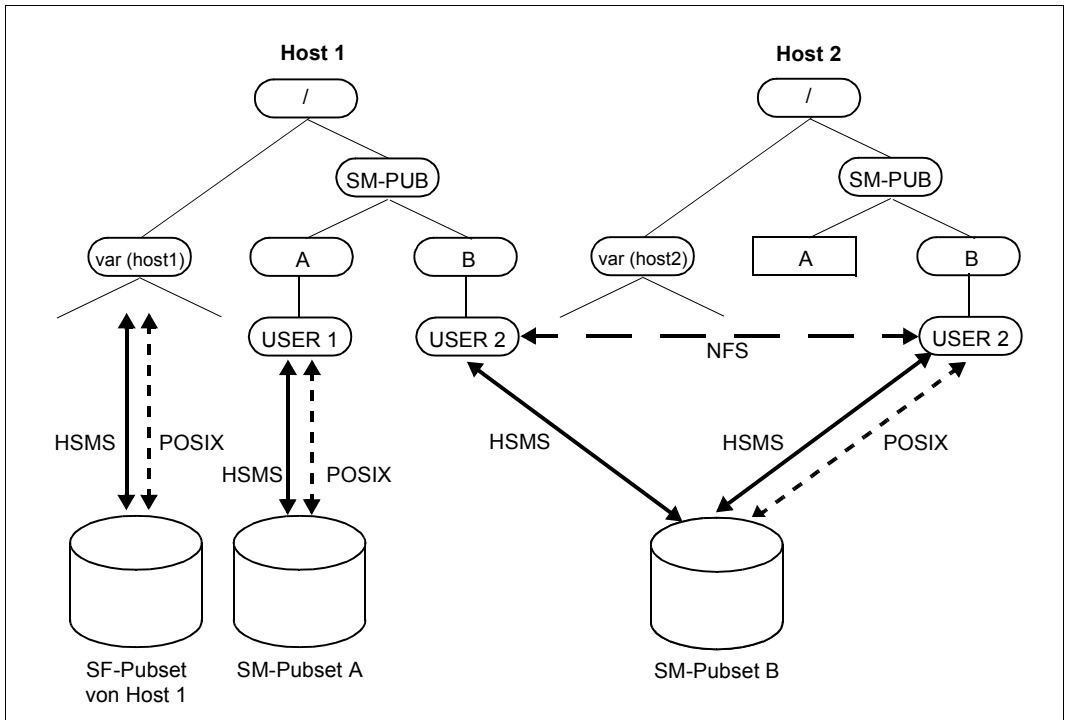 Host 1
Host 2
/
/
SM-PUB
SM-PUB
var (host1)
A
B
var (host2)
A
B
USER 1
USER 2
NFS
USER 2
HSMS
POSIX
HSMS
POSIX
HSMS
HSMS
POSIX
SF-Pubset
von Host 1
SM-Pubset A
SM-Pubset B